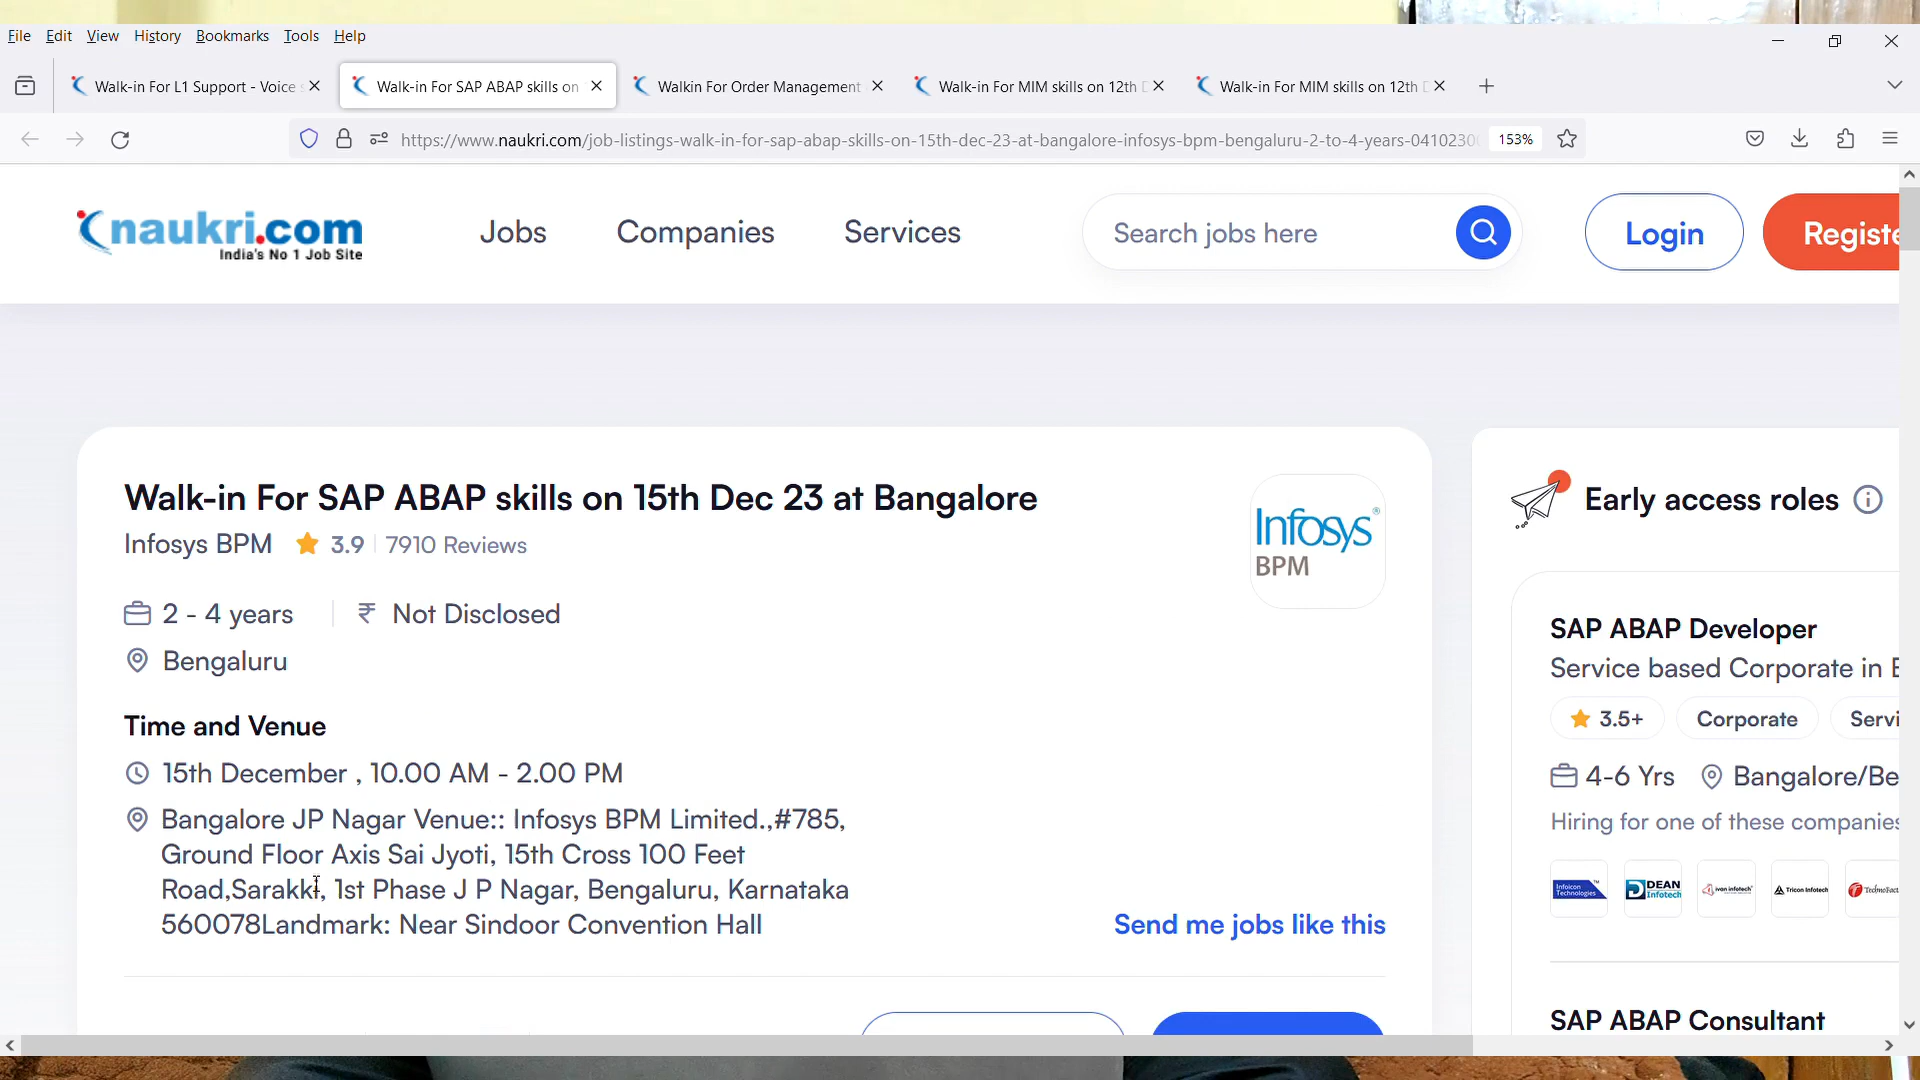 File Edit View History Bookmarks Tools Help
Walk-in For L1 Support - Voice
Walk-in For SAP ABAP skills on
Walkin For Order Management
Walk-in For MIM skills on 12th
Walk-in For MIM skills on 12th
https://www.naukri.com/job-listings-walk-in-for-sap-abap-skills-on-15th-dec-23-at-bangalore-infosys-bpm-bengaluru-2-to-4-years-0410230 153%
naukri.com
India's No 1 Job Site
Jobs Companies Services Search jobs here Login Registe
Walk-in For SAP ABAP skills on 15th Dec 23 at Bangalore
Infosys BPM 3.9 7910 Reviews
Infosys
BPM
2 - 4 years ₹ Not Disclosed
Bengaluru
Time and Venue
15th December , 10.00 AM - 2.00 PM
Bangalore JP Nagar Venue:: Infosys BPM Limited.,#785,
Ground Floor Axis Sai Jyoti, 15th Cross 100 Feet
Road,Sarakki, 1st Phase J P Nagar, Bengaluru, Karnataka
560078Landmark: Near Sindoor Convention Hall
Send me jobs like this
Early access roles
SAP ABAP Developer
Service based Corporate in
3.5+ Corporate Servi
4-6 Yrs Bangalore/Be
Hiring for one of these companies
Infoicon Technologies
DEAN Infotech
ivan infotech
Tricon Infotech
SAP ABAP Consultant